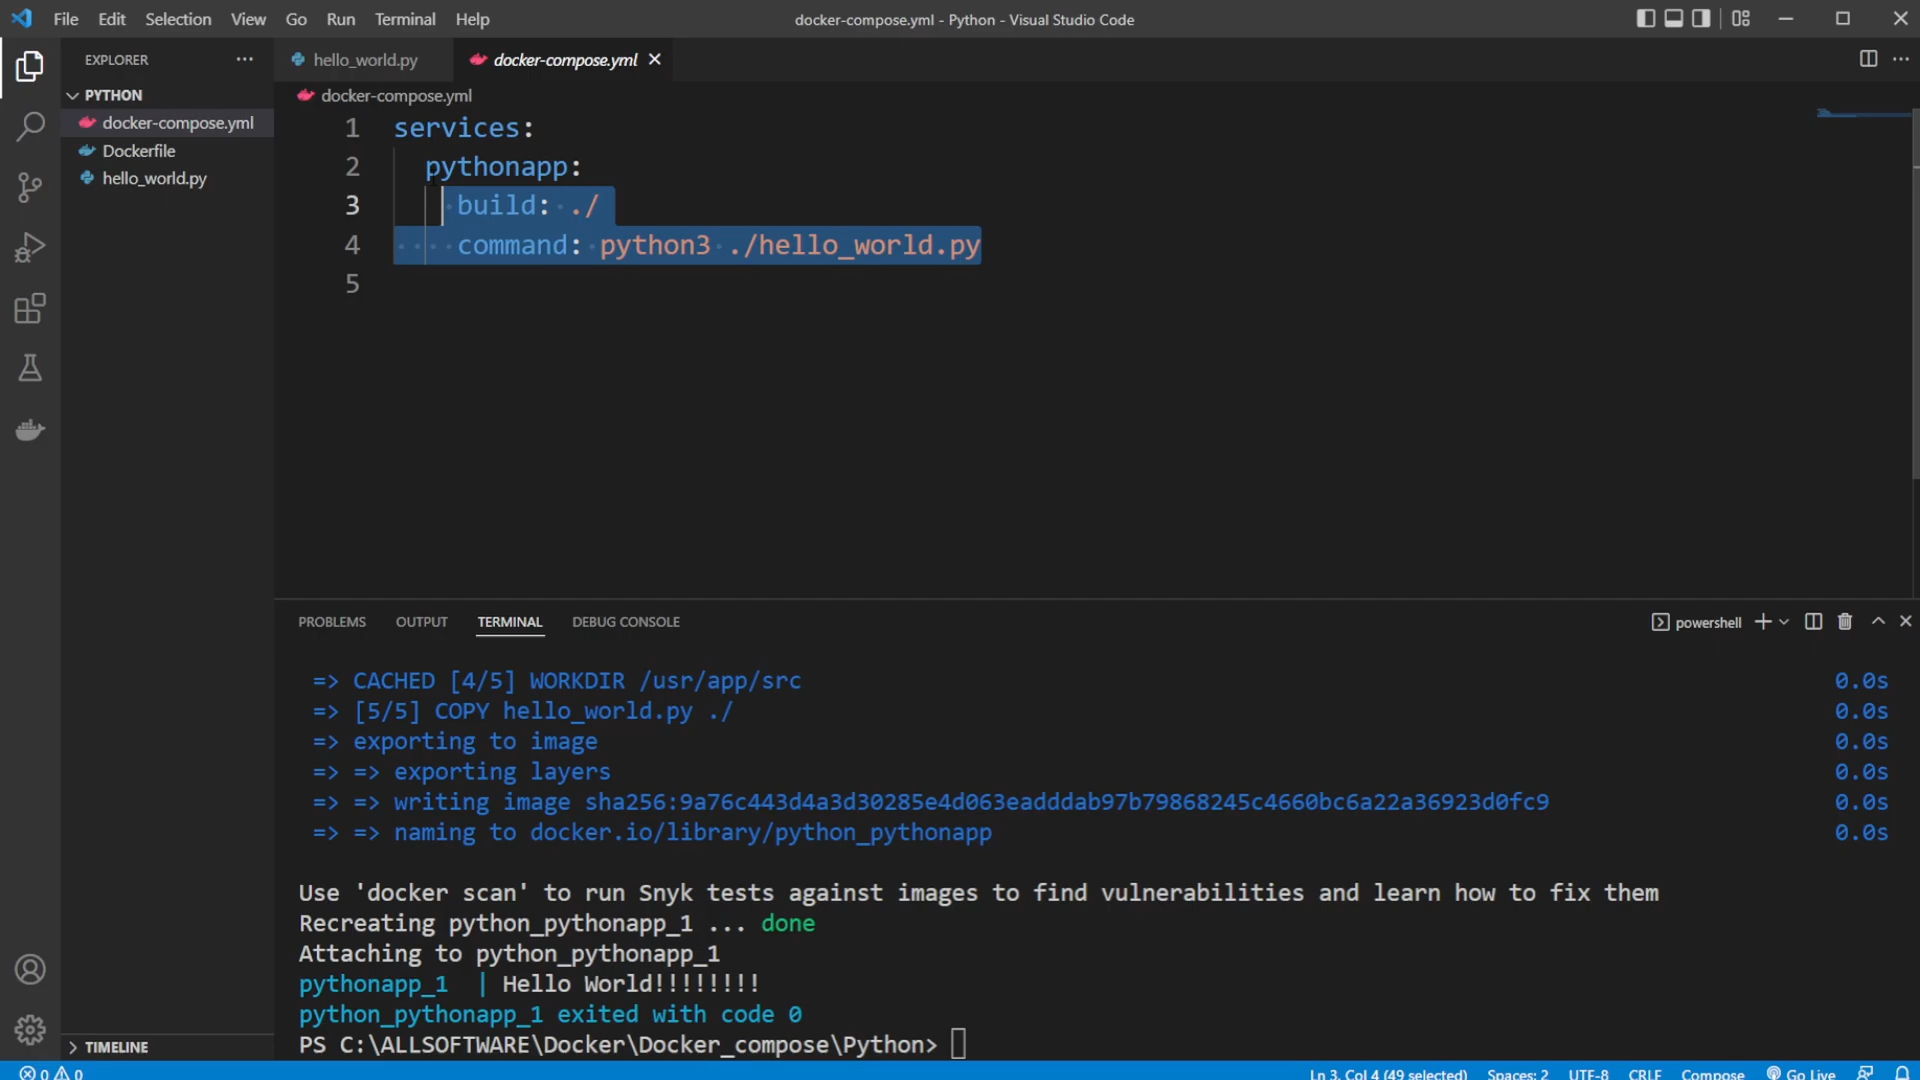 File Edit Selection View Go Run Terminal Help
docker-compose.yml - Python - Visual Studio Code
EXPLORER
PYTHON
docker-compose.yml
Dockerfile
hello_world.py
TIMELINE
hello_world.py
docker-compose.yml
docker-compose.yml
1 services:
2 pythonapp:
3 build: ./
4 command: python3 ./hello_world.py
5
PROBLEMS OUTPUT TERMINAL DEBUG CONSOLE
powershell
=> CACHED [4/5] WORKDIR /usr/app/src 0.0s
=> [5/5] COPY hello_world.py ./ 0.0s
=> exporting to image 0.0s
=> => exporting layers 0.0s
=> => writing image sha256:9a76c443d4a3d30285e4d063eadddab97b79868245c4660bc6a22a36923d0fc9 0.0s
=> => naming to docker.io/library/python_pythonapp 0.0s
Use 'docker scan' to run Snyk tests against images to find vulnerabilities and learn how to fix them
Recreating python_pythonapp_1 ... done
Attaching to python_pythonapp_1
pythonapp_1 | Hello World!!!!!!!!
python_pythonapp_1 exited with code 0
PS C:\ALLSOFTWARE\Docker\Docker_compose\Python>
0 0
Ln 3, Col 4 (49 selected) Spaces: 2 UTF-8 CRLF Compose Go Live